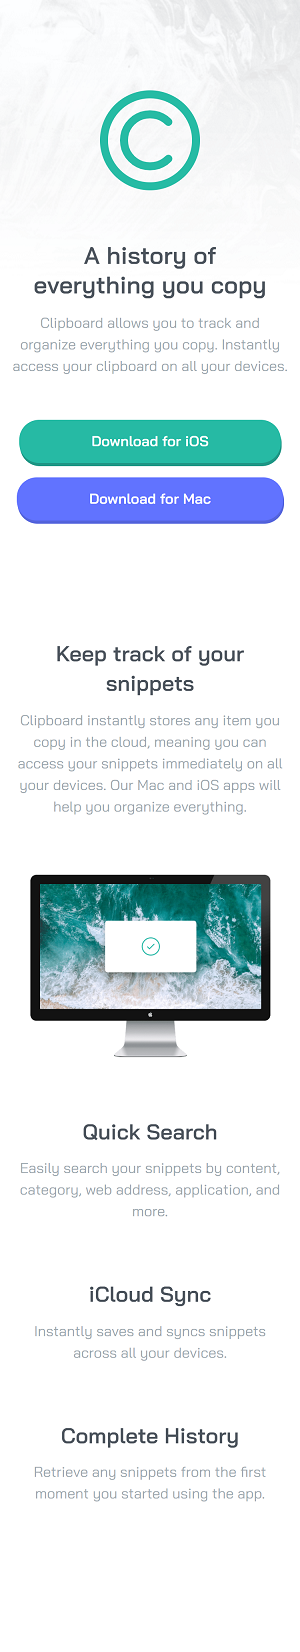 A history of
everything you copy
Clipboard allows you to track and
organize everything you copy. Instantly
access your clipboard on all your devices.
Download for iOS
Download for Mac
Keep track of your
snippets
Clipboard instantly stores any item you
copy in the cloud, meaning you can
access your snippets immediately on all
your devices. Our Mac and iOS apps will
help you organize everything.
Quick Search
Easily search your snippets by content,
category, web address, application, and
more.
iCloud Sync
Instantly saves and syncs snippets
across all your devices.
Complete History
Retrieve any snippets from the first
moment you started using the app.